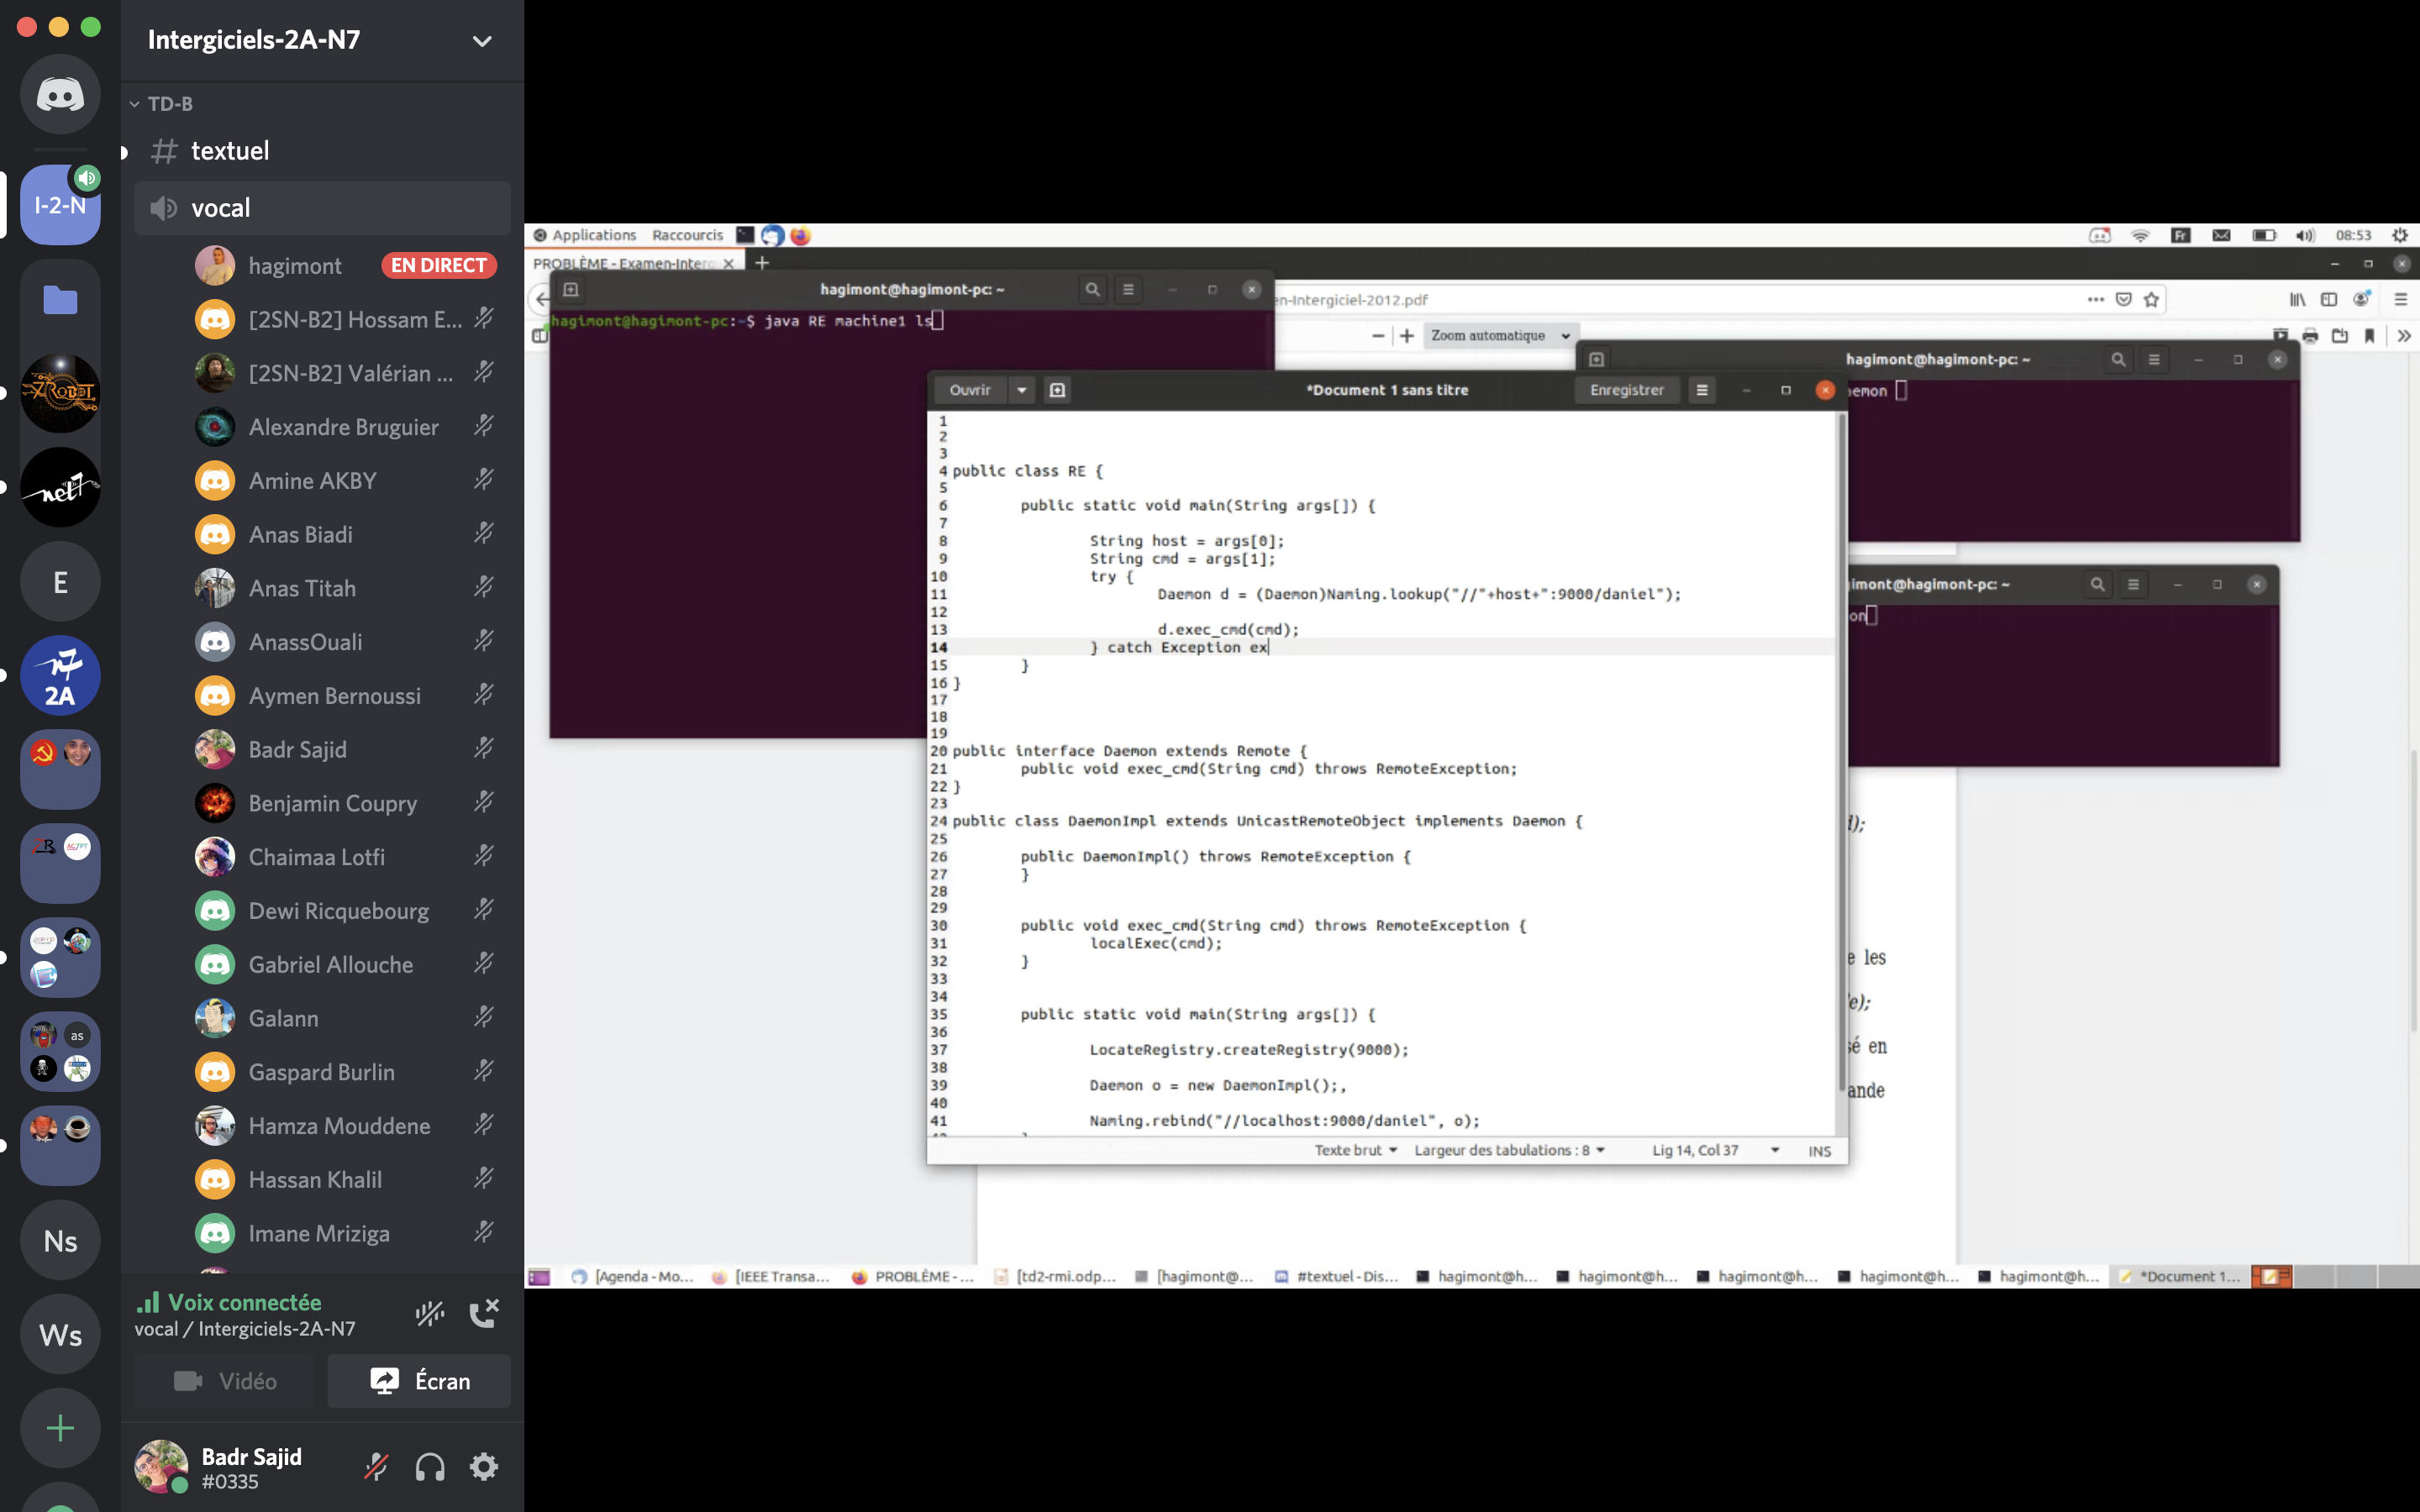 Intergiciels-2A-N7
TD-B
textuel
I-2-N
vocal
hagimont EN DIRECT
[2SN-B2] Hossam E...
[2SN-B2] Valérian ...
7ROBOT
Alexandre Bruguier
Amine AKBY
net7
Anas Biadi
E
Anas Titah
AnassOuali
n7
2A
Aymen Bernoussi
Badr Sajid
Benjamin Coupry
Chaimaa Lotfi
Dewi Ricquebourg
Gabriel Allouche
Galann
as
Gaspard Burlin
Hamza Mouddene
Hassan Khalil
Ns
Imane Mriziga
Voix connectée
vocal / Intergiciels-2A-N7
Ws
Vidéo
Écran
Badr Sajid
#0335
Applications Raccourcis
Fr
08:53
PROBLÈME - Examen-Interg
en-Intergiciel-2012.pdf
Zoom automatique
hagimont@hagimont-pc: ~
hagimont@hagimont-pc:~$ java RE machine1 ls
hagimont@hagimont-pc: ~
aemon
gimont@hagimont-pc: ~
on
Ouvrir
*Document 1 sans titre
Enregistrer
1
2
3
4 public class RE {
5
6 public static void main(String args[]) {
7
8 String host = args[0];
9 String cmd = args[1];
10 try {
11 Daemon d = (Daemon)Naming.lookup("//"+host+":9000/daniel");
12
13 d.exec_cmd(cmd);
14 } catch Exception ex
15 }
16 }
17
18
19
20 public interface Daemon extends Remote {
21 public void exec_cmd(String cmd) throws RemoteException;
22 }
23
24 public class DaemonImpl extends UnicastRemoteObject implements Daemon {
25
26 public DaemonImpl() throws RemoteException {
27 }
28
29
30 public void exec_cmd(String cmd) throws RemoteException {
31 localExec(cmd);
32 }
33
34
35 public static void main(String args[]) {
36
37 LocateRegistry.createRegistry(9000);
38
39 Daemon o = new DaemonImpl();,
40
41 Naming.rebind("//localhost:9000/daniel", o);
Texte brut
Largeur des tabulations : 8
Lig 14, Col 37
INS
d);
e les
e);
sé en
ande
[Agenda - Mo...
[IEEE Transa...
PROBLÈME - ...
[td2-rmi.odp...
[hagimont@...
#textuel - Dis...
hagimont@h...
hagimont@h...
hagimont@h...
hagimont@h...
hagimont@h...
*Document 1...